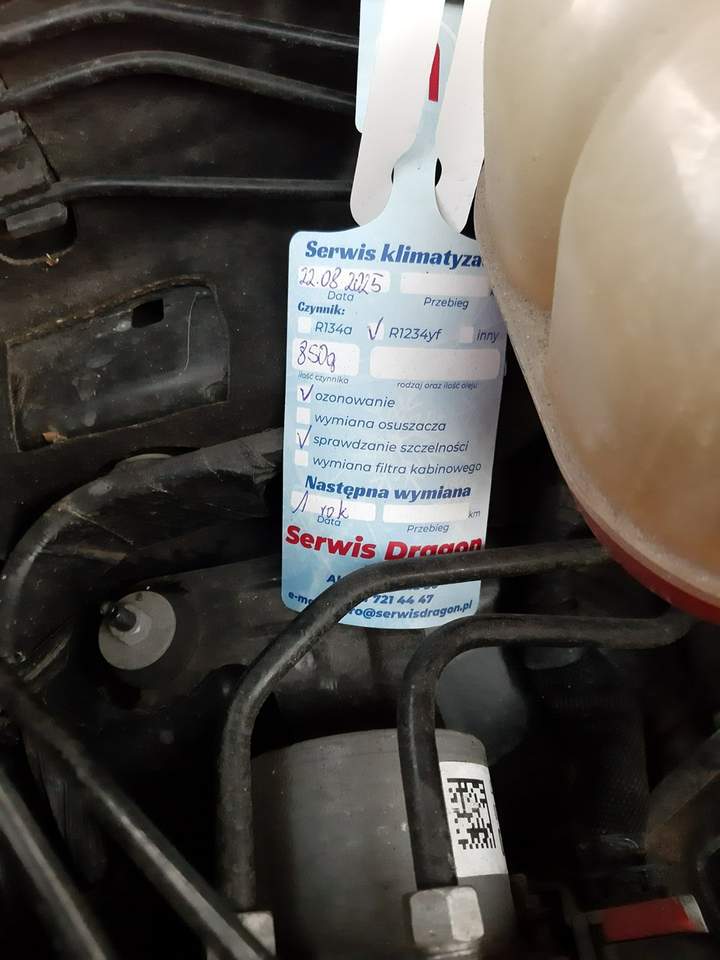 Serwis klimatyza
22.08 2025
Data Przebieg
Czynnik:
R134a ✓ R1234yf inny
850g
ilość czynnika rodzaj oraz ilość oleju
✓ ozonowanie
wymiana osuszacza
✓ sprawdzanie szczelności
wymiana filtra kabinowego
Następna wymiana
1 rok km
Data Przebieg
Serwis Dragon
721 44 47
ro@serwisdragon.pl